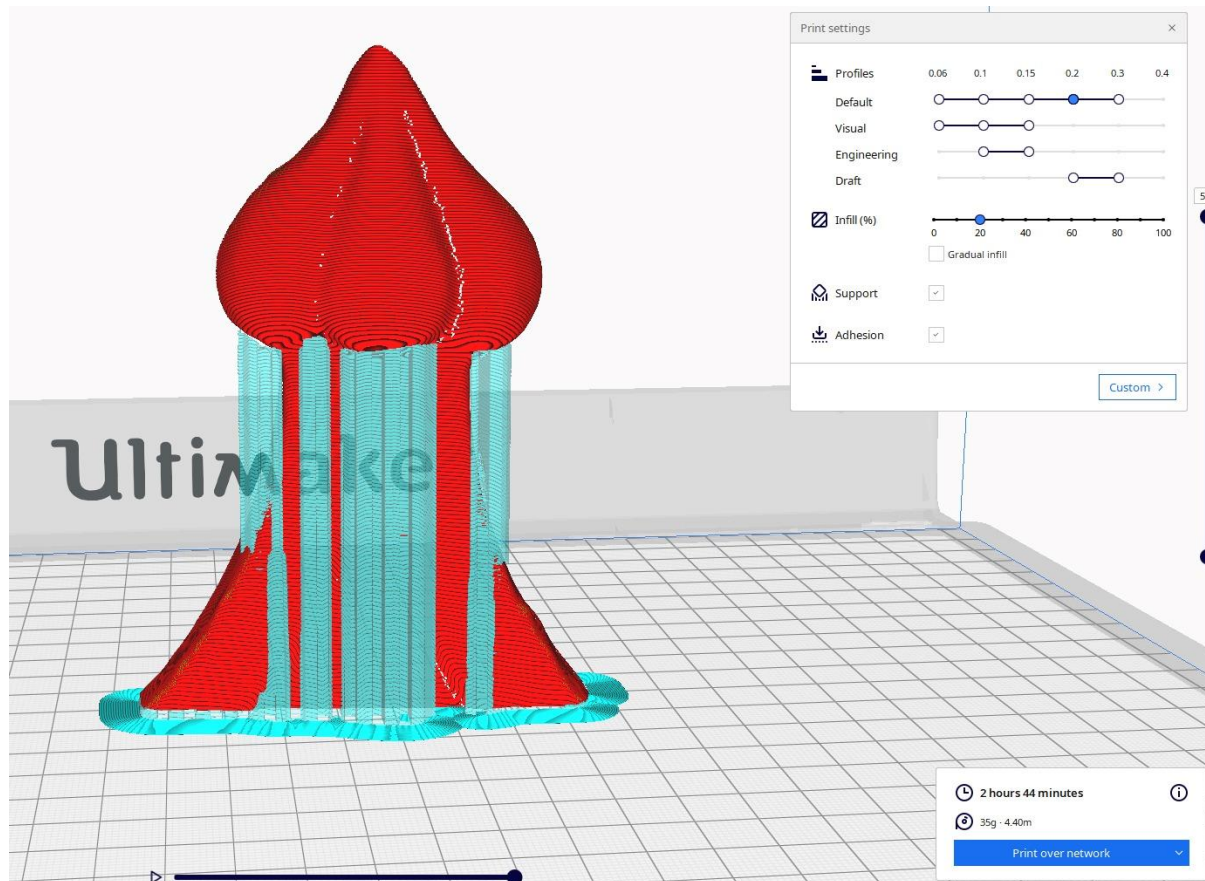 Print settings
Profiles 0.06 0.1 0.15 0.2 0.3 0.4
Default
Visual
Engineering
Draft
Infill (%)
0 20 40 60 80 100
Gradual infill
Support
Adhesion
Custom
Ultimake
5
2 hours 44 minutes
35g · 4.40m
Print over network